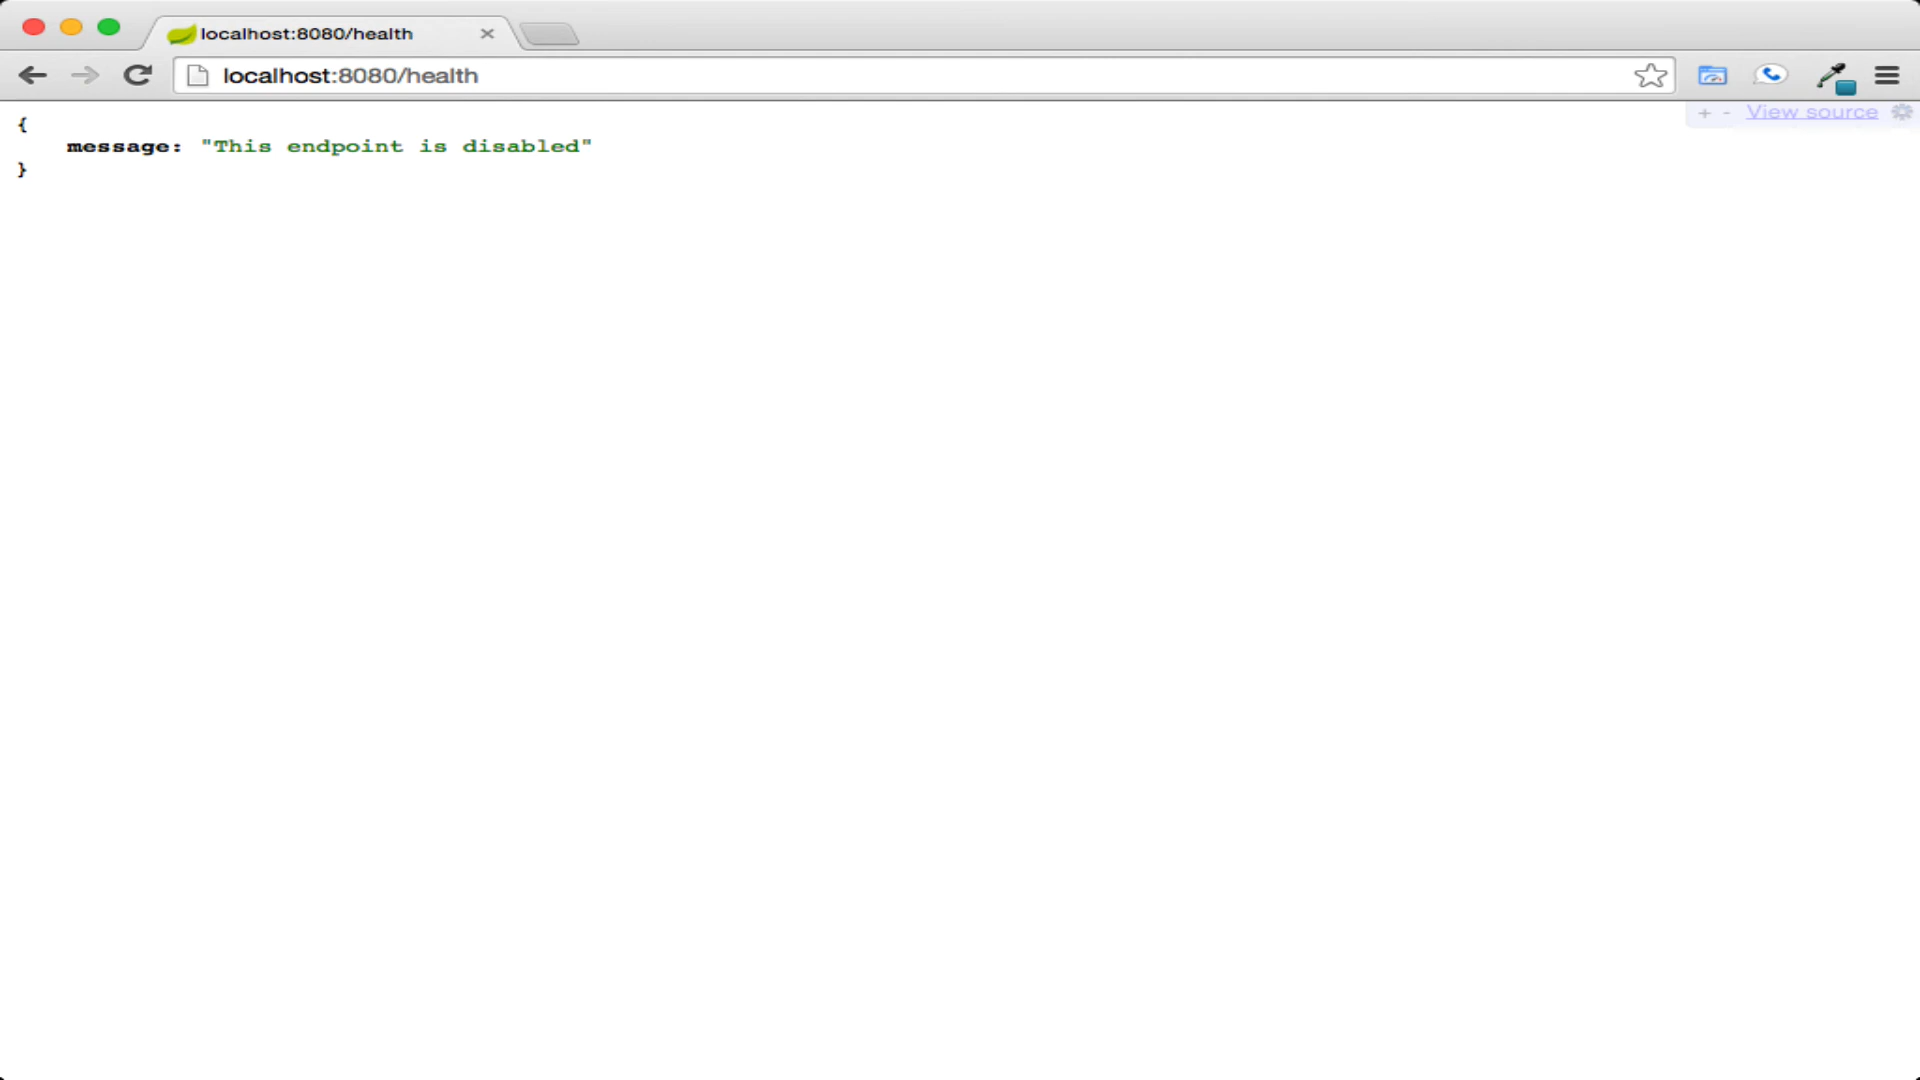 localhost:8080/health
localhost:8080/health
+ - View source
{
message: "This endpoint is disabled"
}